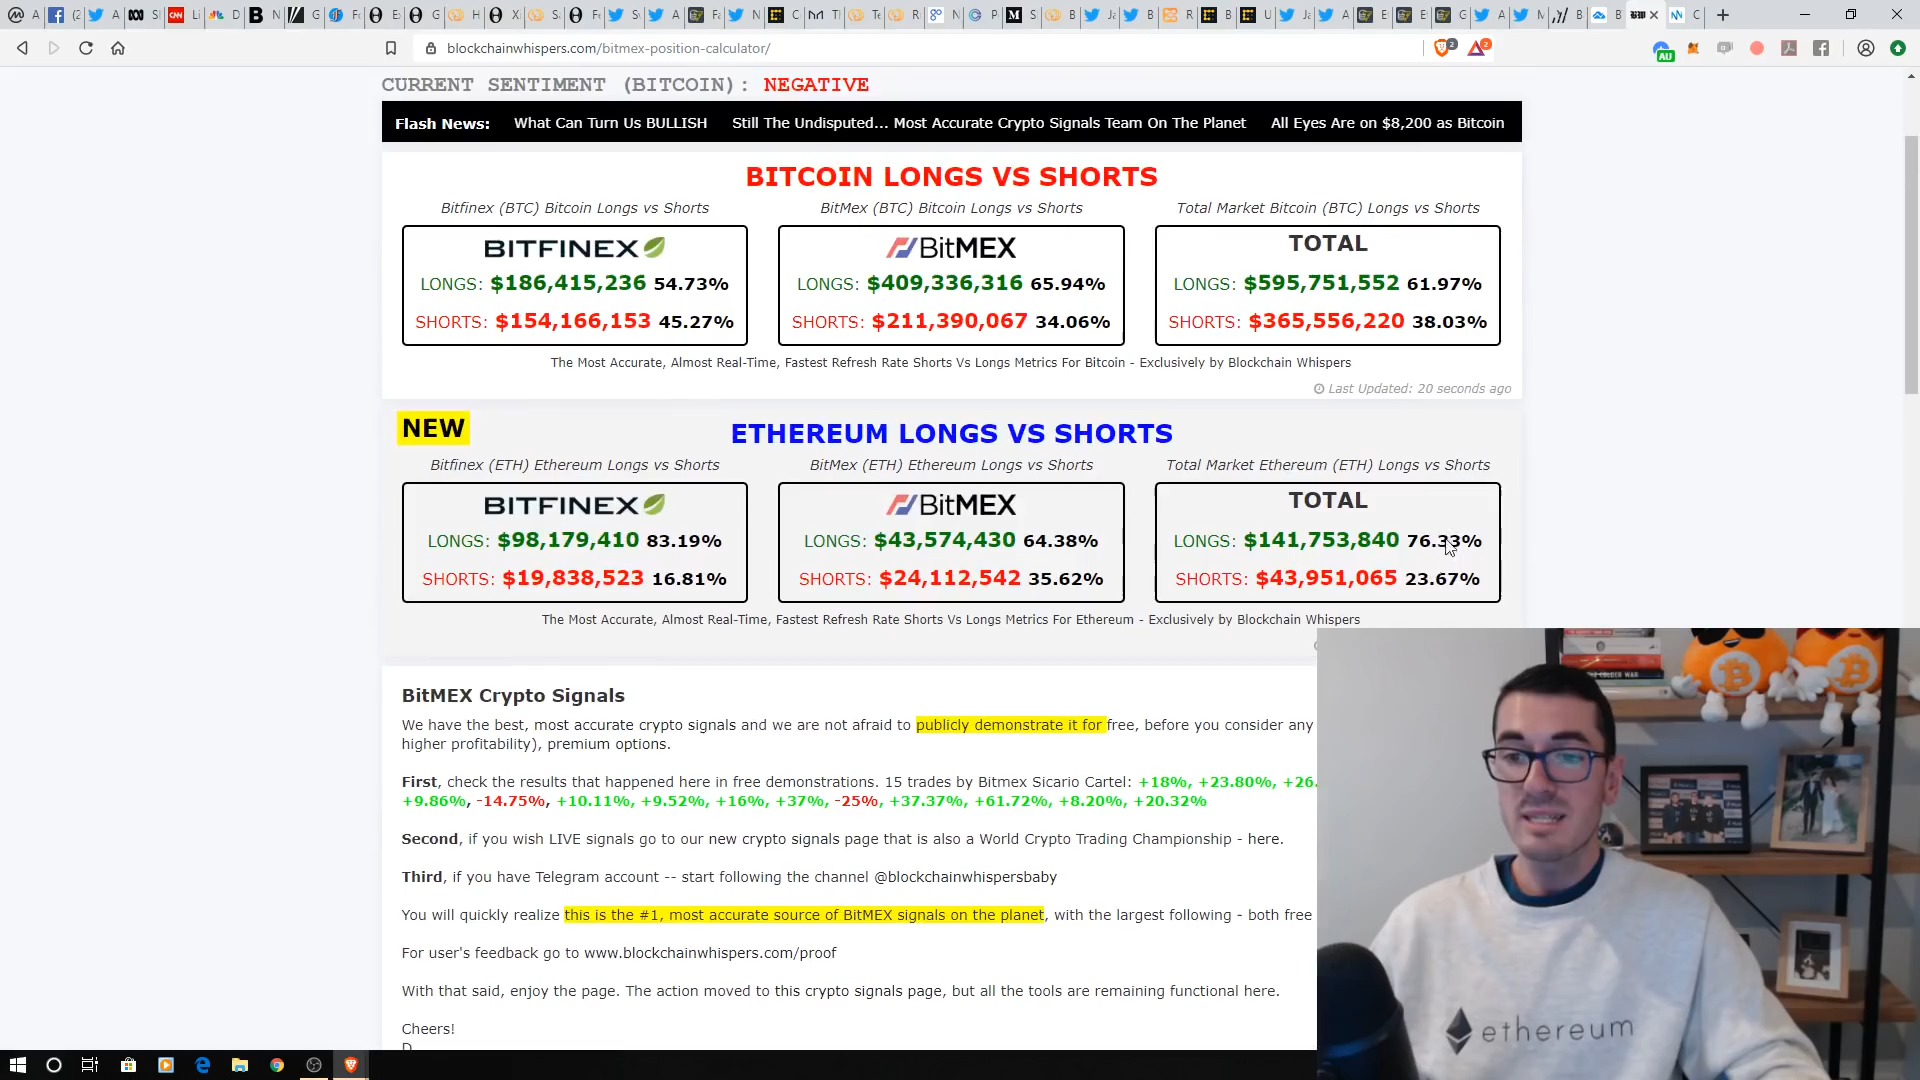 blockchainwhispers.com/bitmex-position-calculator/
CURRENT SENTIMENT (BITCOIN): NEGATIVE
Flash News: What Can Turn Us BULLISH Still The Undisputed... Most Accurate Crypto Signals Team On The Planet All Eyes Are on $8,200 as Bitcoin
BITCOIN LONGS VS SHORTS
Bitfinex (BTC) Bitcoin Longs vs Shorts BitMex (BTC) Bitcoin Longs vs Shorts Total Market Bitcoin (BTC) Longs vs Shorts
BITFINEX BitMEX TOTAL
LONGS: $186,415,236 54.73% LONGS: $409,336,316 65.94% LONGS: $595,751,552 61.97%
SHORTS: $154,166,153 45.27% SHORTS: $211,390,067 34.06% SHORTS: $365,556,220 38.03%
The Most Accurate, Almost Real-Time, Fastest Refresh Rate Shorts Vs Longs Metrics For Bitcoin - Exclusively by Blockchain Whispers
Last Updated: 20 seconds ago
NEW
ETHEREUM LONGS VS SHORTS
Bitfinex (ETH) Ethereum Longs vs Shorts BitMex (ETH) Ethereum Longs vs Shorts Total Market Ethereum (ETH) Longs vs Shorts
BITFINEX BitMEX TOTAL
LONGS: $98,179,410 83.19% LONGS: $43,574,430 64.38% LONGS: $141,753,840 76.33%
SHORTS: $19,838,523 16.81% SHORTS: $24,112,542 35.62% SHORTS: $43,951,065 23.67%
The Most Accurate, Almost Real-Time, Fastest Refresh Rate Shorts Vs Longs Metrics For Ethereum - Exclusively by Blockchain Whispers
BitMEX Crypto Signals
We have the best, most accurate crypto signals and we are not afraid to publicly demonstrate it for free, before you consider any
higher profitability), premium options.
First, check the results that happened here in free demonstrations. 15 trades by Bitmex Sicario Cartel: +18%, +23.80%, +26.
+9.86%, -14.75%, +10.11%, +9.52%, +16%, +37%, -25%, +37.37%, +61.72%, +8.20%, +20.32%
Second, if you wish LIVE signals go to our new crypto signals page that is also a World Crypto Trading Championship - here.
Third, if you have Telegram account -- start following the channel @blockchainwhispersbaby
You will quickly realize this is the #1, most accurate source of BitMEX signals on the planet, with the largest following - both free
For user's feedback go to www.blockchainwhispers.com/proof
With that said, enjoy the page. The action moved to this crypto signals page, but all the tools are remaining functional here.
Cheers!
D
ethereum